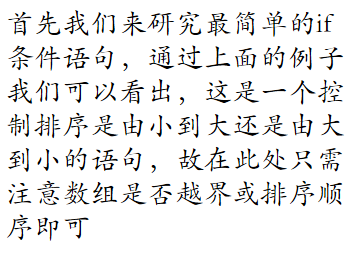 首先我们来研究最简单的if
条件语句，通过上面的例子
我们可以看出，这是一个控
制排序是由小到大还是由大
到小的语句，故在此处只需
注意数组是否越界或排序顺
序即可